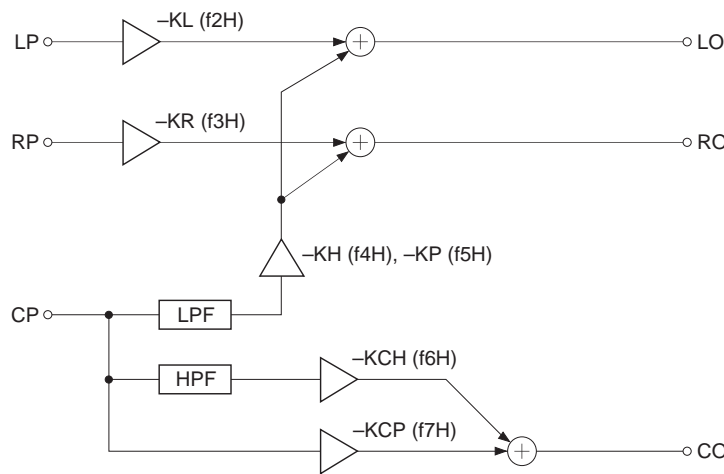 –KL (f2H)
LP
LO
–KR (f3H)
RP
RO
–KH (f4H), –KP (f5H)
CP
LPF
–KCH (f6H)
HPF
–KCP (f7H)
CO